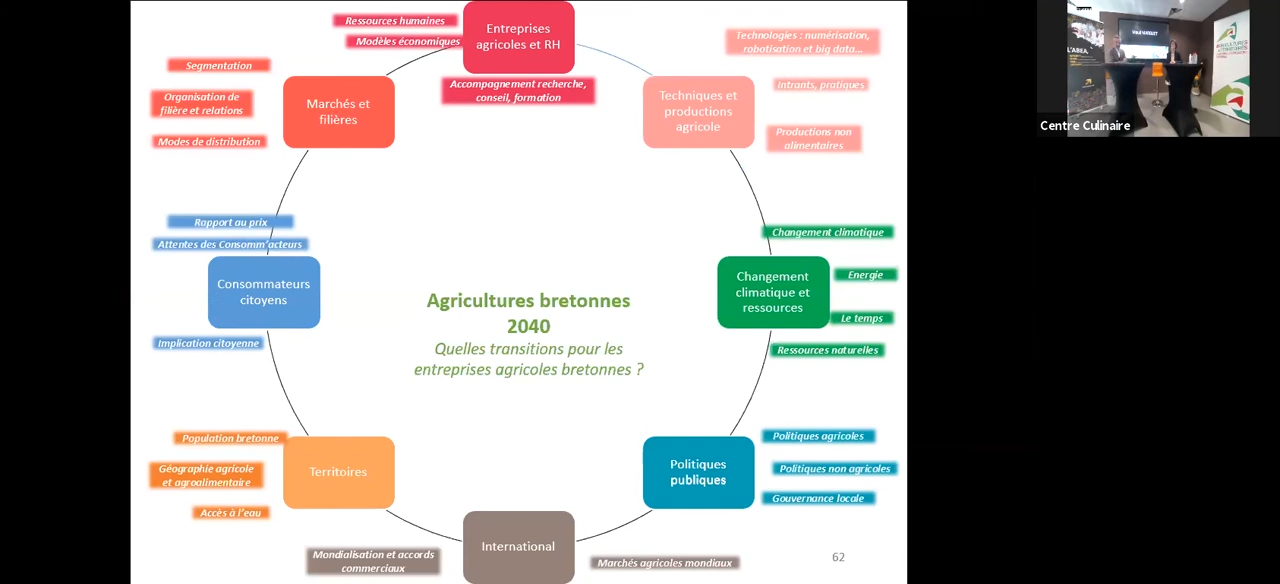 Ressources humaines
Modèles économiques
Entreprises
agricoles et RH
Accompagnement recherche,
conseil, formation
Technologies : numérisation,
robotisation et big data…
Intrants, pratiques
Techniques et
productions
agricole
Productions non
alimentaires
Segmentation
Organisation de
filière et relations
Modes de distribution
Marchés et
filières
Rapport au prix
Attentes des Consomm'acteurs
Consommateurs
citoyens
Implication citoyenne
Changement climatique
Changement
climatique et
ressources
Energie
Le temps
Ressources naturelles
Agricultures bretonnes
2040
Quelles transitions pour les
entreprises agricoles bretonnes ?
Population bretonne
Géographie agricole
et agroalimentaire
Accès à l'eau
Territoires
Politiques
publiques
Politiques agricoles
Politiques non agricoles
Gouvernance locale
International
Mondialisation et accords
commerciaux
Marchés agricoles mondiaux
62
Centre Culinaire